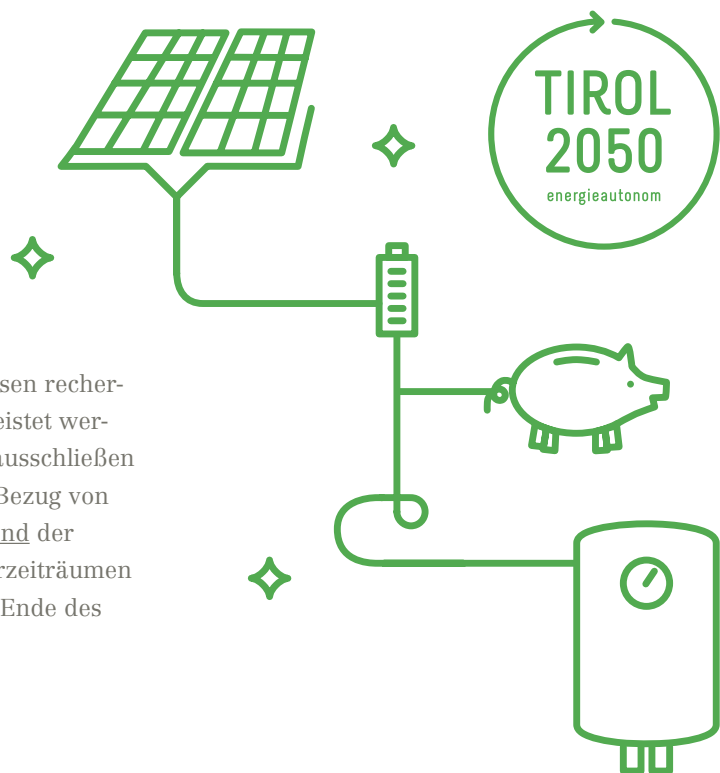 TIROL
2050
energieautonom
sen recher-
eistet wer-
ausschließen
Bezug von
nd der
rzeiträumen
Ende des